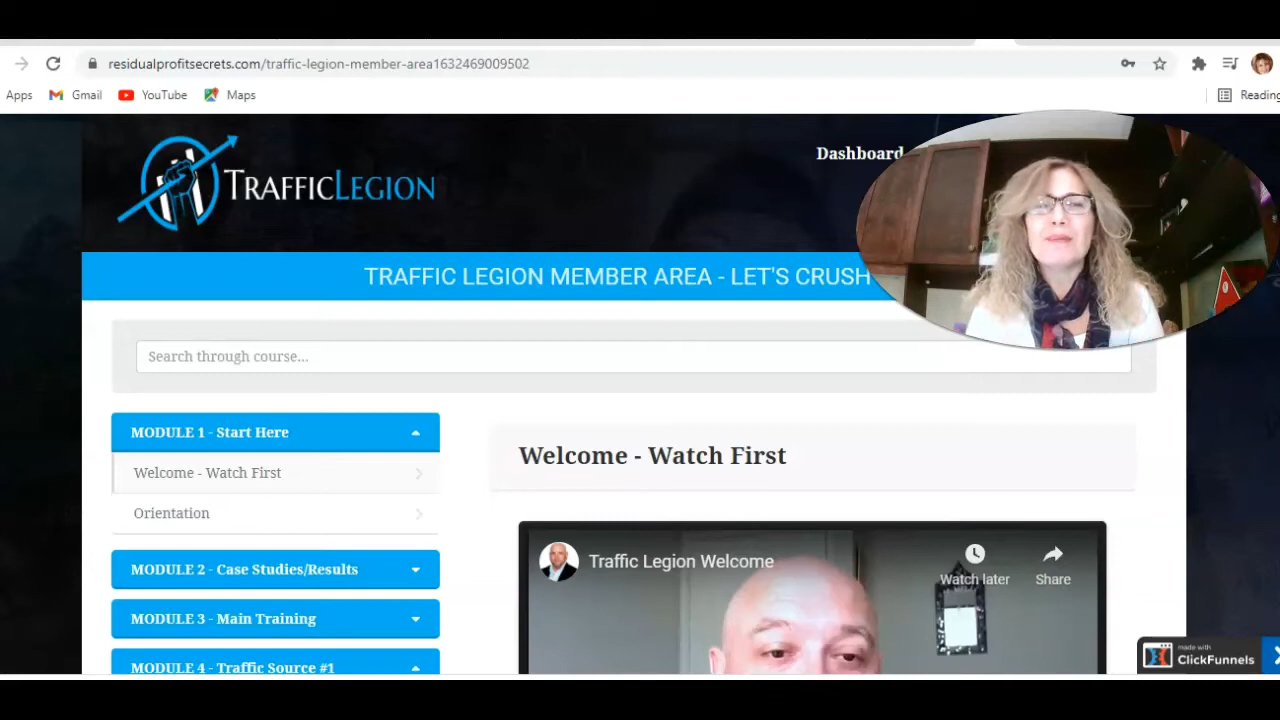 residualprofitsecrets.com/traffic-legion-member-area1632469009502
Apps Gmail YouTube Maps Reading
TRAFFICLEGION
Dashboard
TRAFFIC LEGION MEMBER AREA - LET'S CRUSH
Search through course...
MODULE 1 - Start Here
Welcome - Watch First
Orientation
MODULE 2 - Case Studies/Results
MODULE 3 - Main Training
MODULE 4 - Traffic Source #1
Welcome - Watch First
Traffic Legion Welcome
Watch later
Share
made with
ClickFunnels